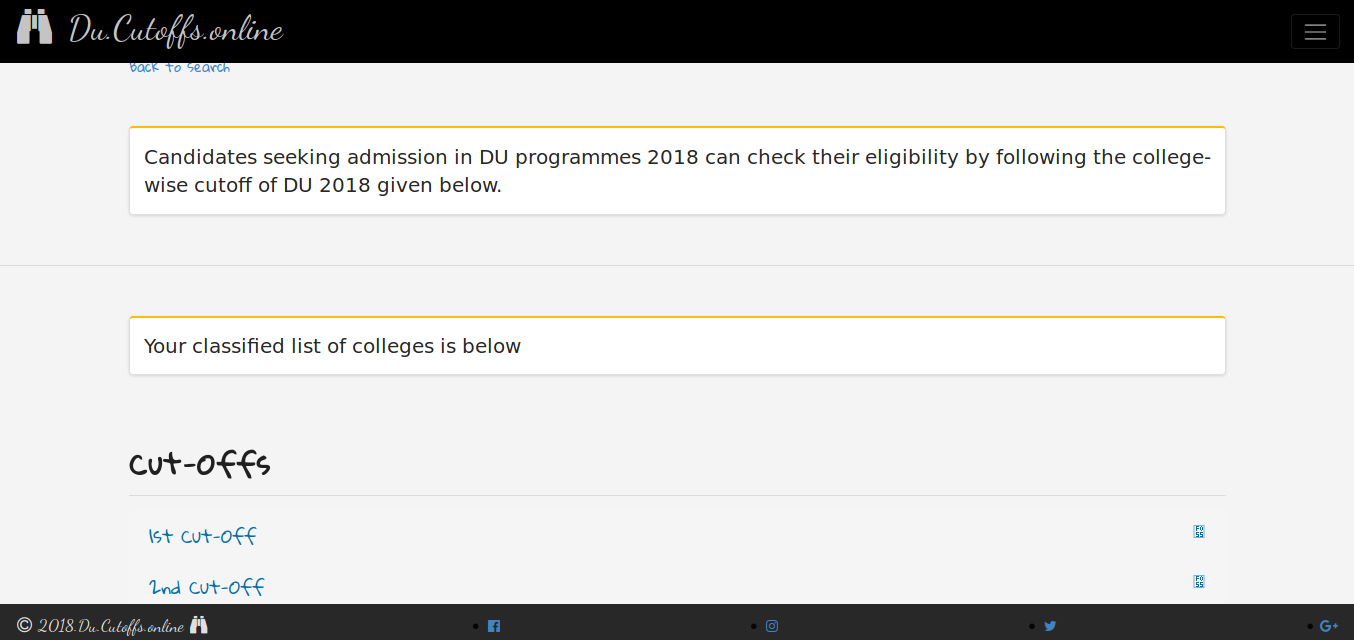 Du.Cutoffs.online
Back to search
Candidates seeking admission in DU programmes 2018 can check their eligibility by following the college-
wise cutoff of DU 2018 given below.
Your classified list of colleges is below
Cut-offs
1st Cut-Off
2nd Cut-Off
© 2018.Du.Cutoffs.online